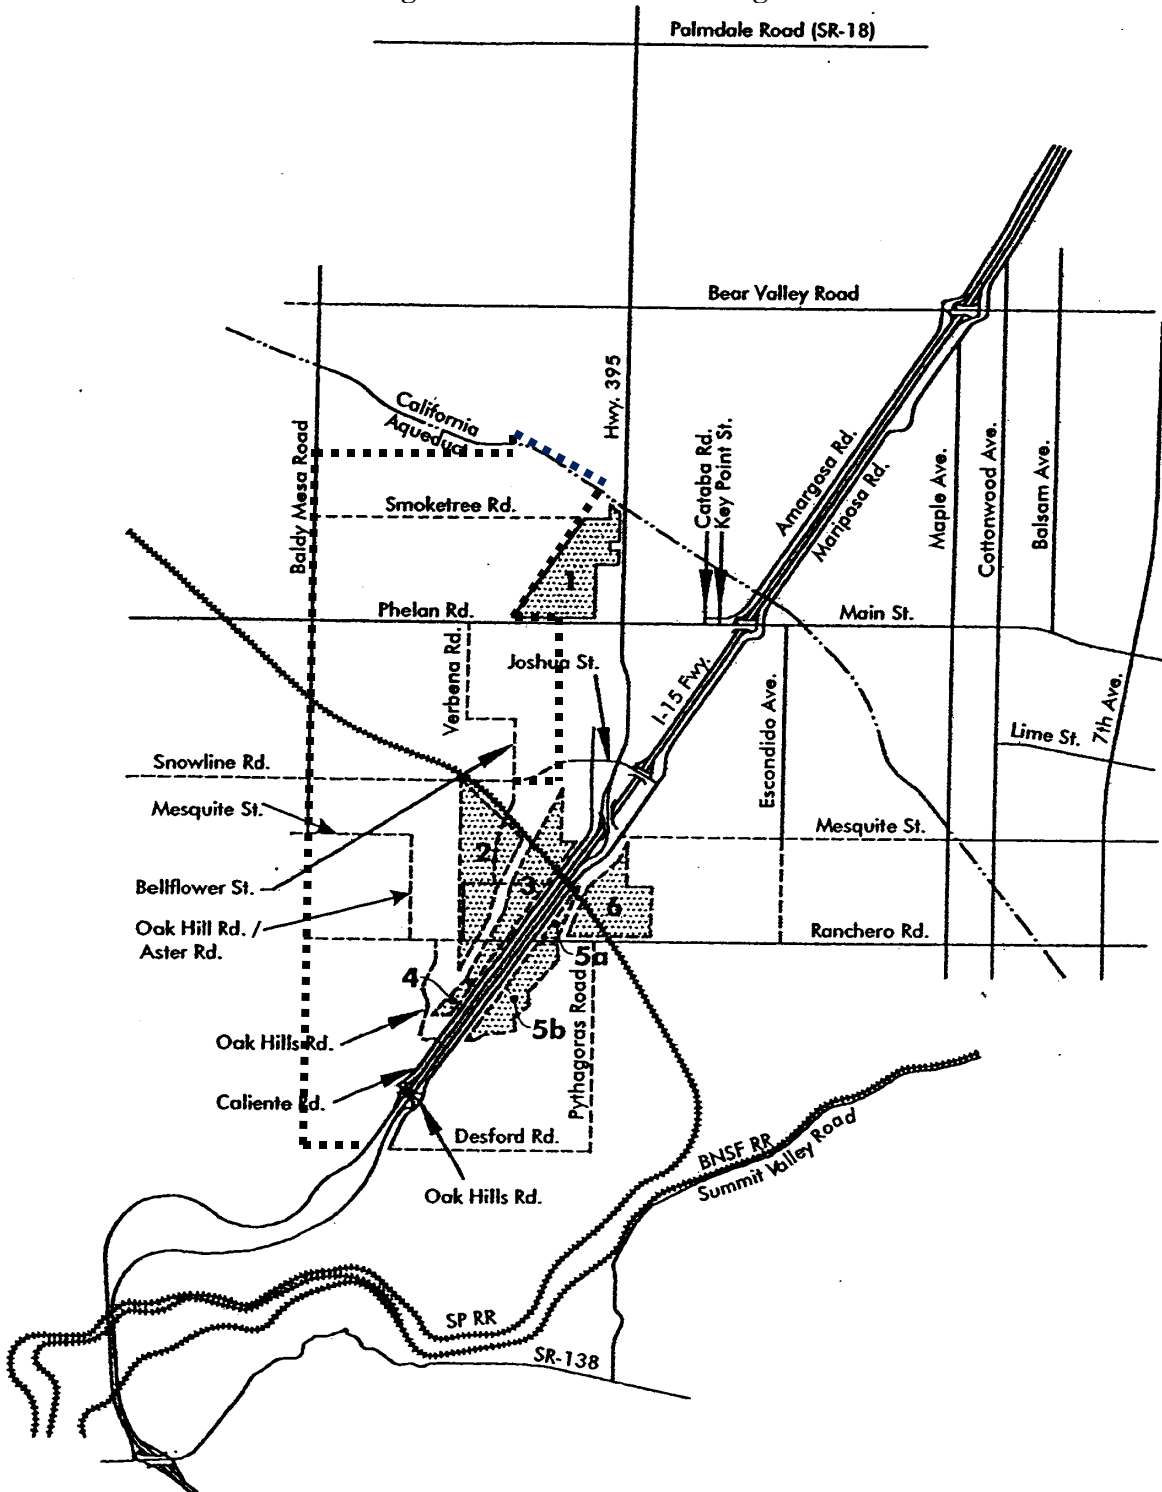 Palmdale Road (SR-18)
Bear Valley Road
Hwy. 395
California
Aqueduct
Baldy Mesa Road
Cataba Rd.
Key Point St.
Amargosa Rd.
Mariposa Rd.
Maple Ave.
Cottonwood Ave.
Balsam Ave.
Smoketree Rd.
1
Phelan Rd.
Main St.
Verbena Rd.
Joshua St.
I-15 Fwy.
Escondido Ave.
7th Ave.
Lime St.
Snowline Rd.
Mesquite St.
Mesquite St.
2
3
Bellflower St.
6
Oak Hill Rd. /
Aster Rd.
Ranchero Rd.
5a
4
5b
Oak Hills Rd.
Pythagoras Road
Caliente Rd.
Desford Rd.
Oak Hills Rd.
BNSF RR
Summit Valley Road
SP RR
SR-138